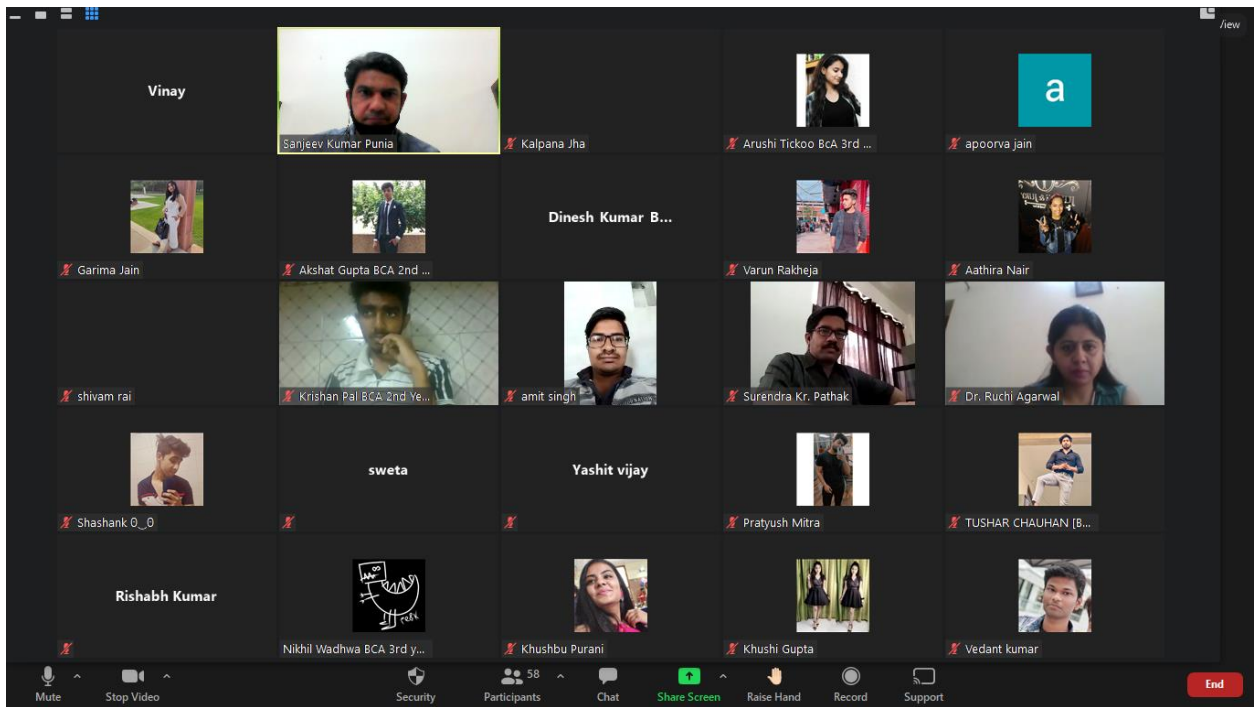 View
Vinay
Sanjeev Kumar Punia
Kalpana Jha
Arushi Tickoo BcA 3rd ...
a
apoorva jain
Garima Jain
Akshat Gupta BCA 2nd ...
Dinesh Kumar B...
Varun Rakheja
Aathira Nair
shivam rai
Krishan Pal BCA 2nd Ye...
amit singh
Surendra Kr. Pathak
Dr. Ruchi Agarwal
Shashank 0_0
sweta
Yashit vijay
Pratyush Mitra
TUSHAR CHAUHAN [B...
Rishabh Kumar
Nikhil Wadhwa BCA 3rd y...
Khushbu Purani
Khushi Gupta
Vedant kumar
Mute
Stop Video
Security
58
Participants
Chat
Share Screen
Raise Hand
Record
Support
End